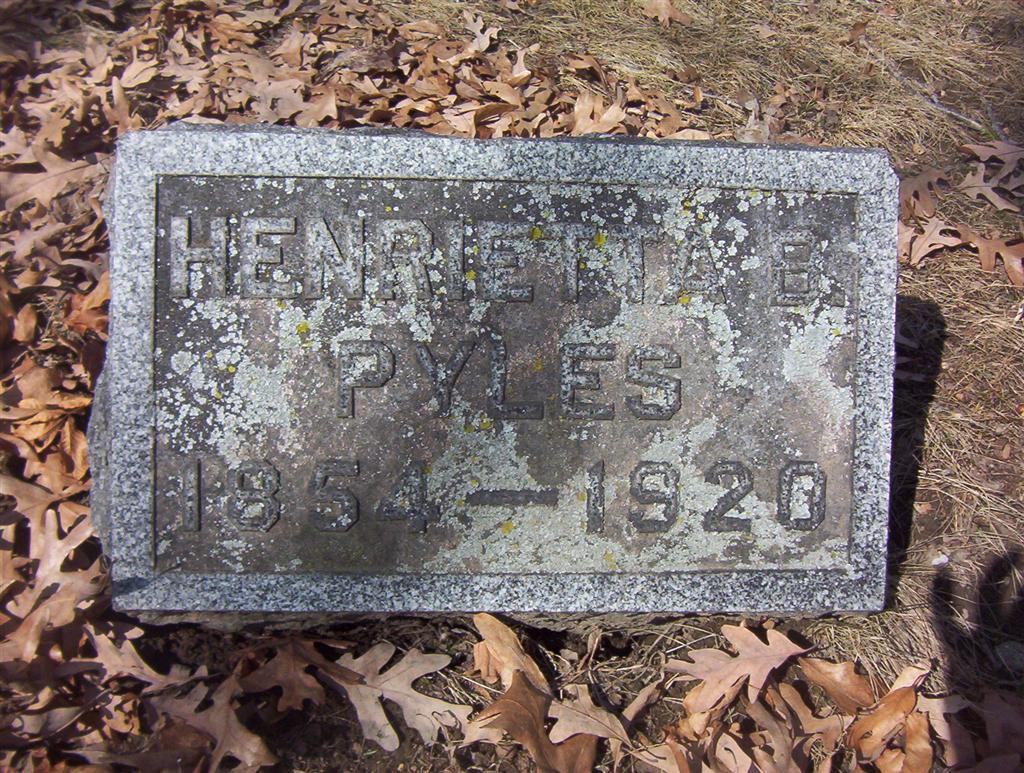 HENRIETTA B.
PYLES
1854—1920